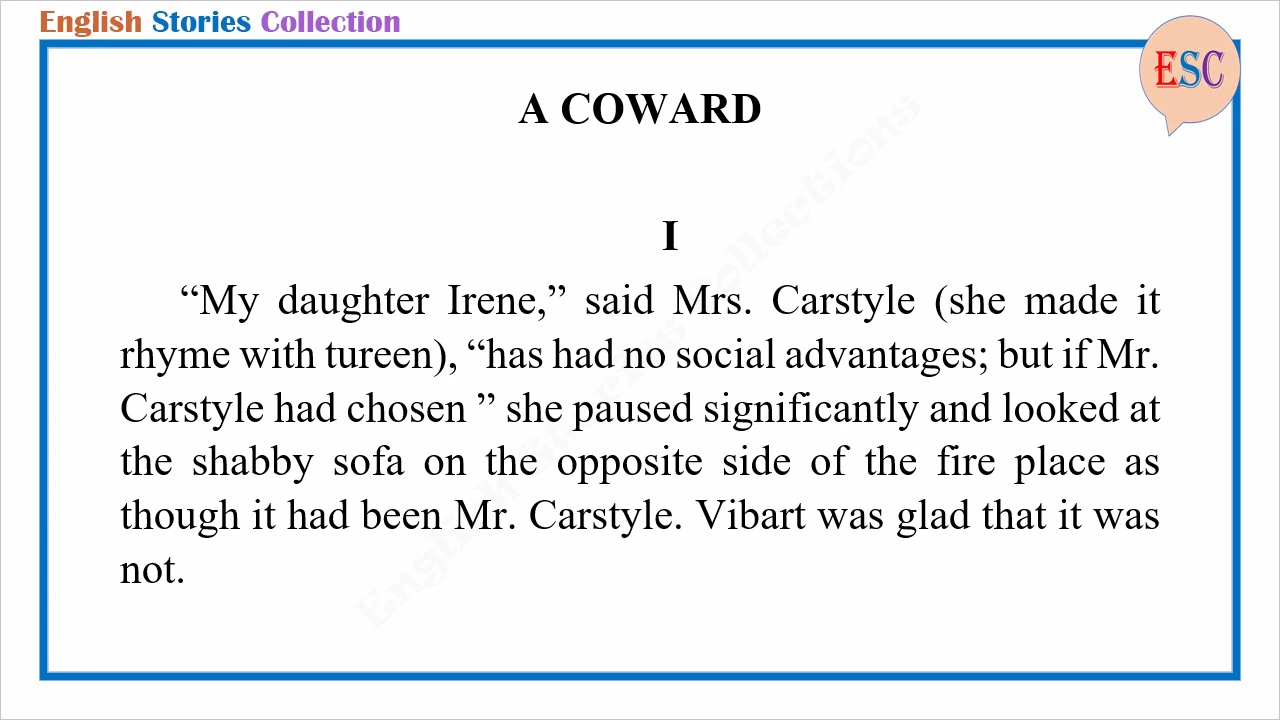 English Stories Collection
ESC
A COWARD
I
“My daughter Irene,” said Mrs. Carstyle (she made it
rhyme with tureen), “has had no social advantages; but if Mr.
Carstyle had chosen ” she paused significantly and looked at
the shabby sofa on the opposite side of the fire place as
though it had been Mr. Carstyle. Vibart was glad that it was
not.
English Stories Collections